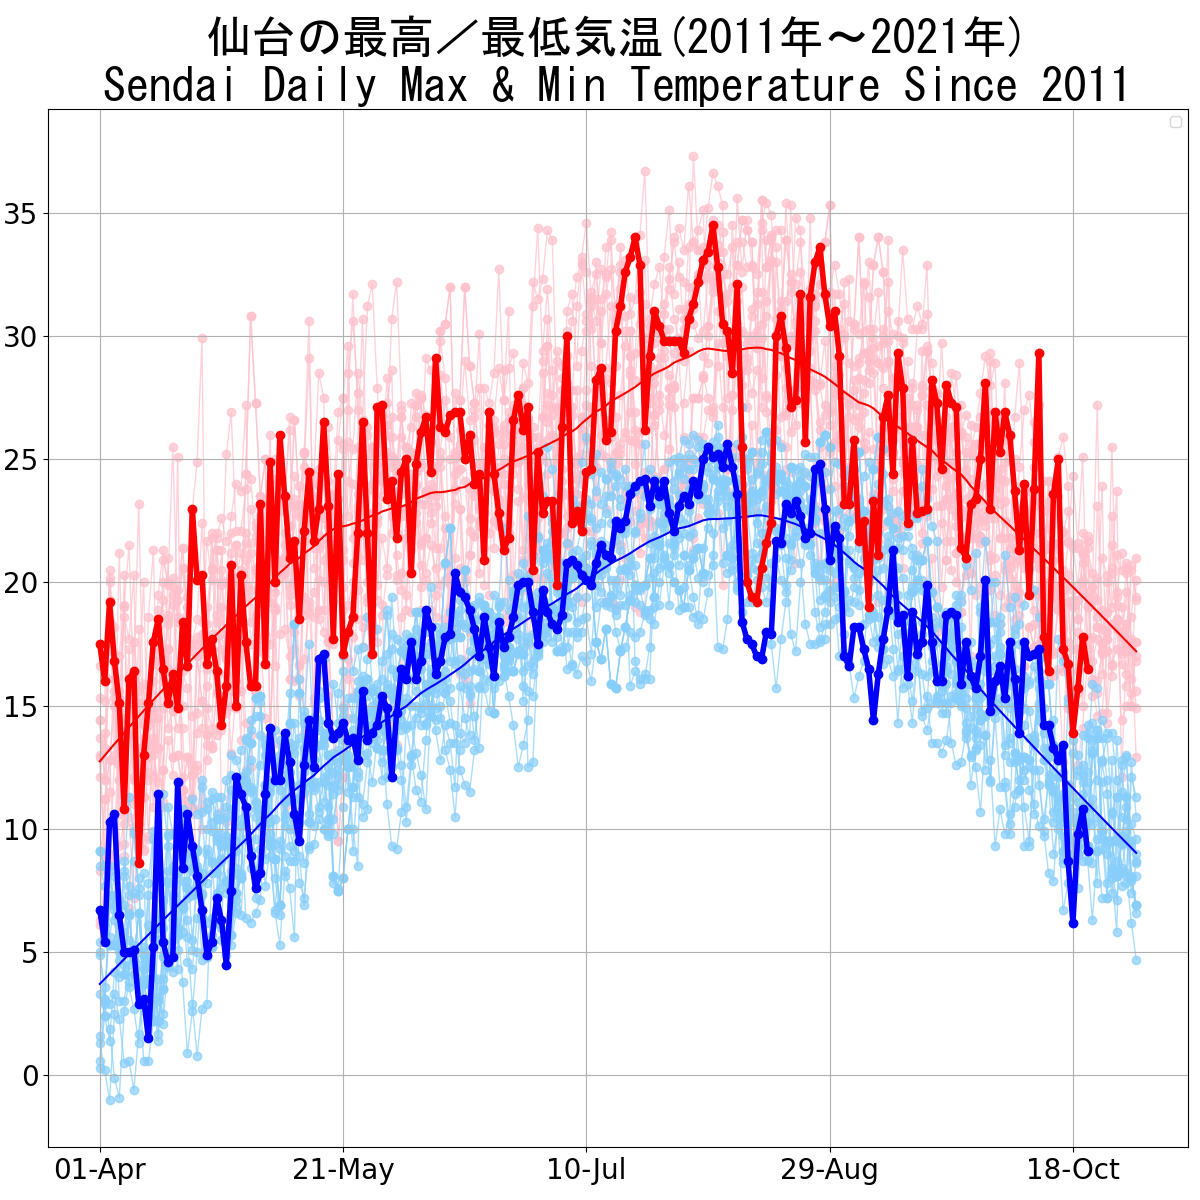 仙台の最高／最低気温(2011年～2021年)
Sendai Daily Max & Min Temperature Since 2011
35
30
25
20
15
10
5
0
01-Apr 21-May 10-Jul 29-Aug 18-Oct